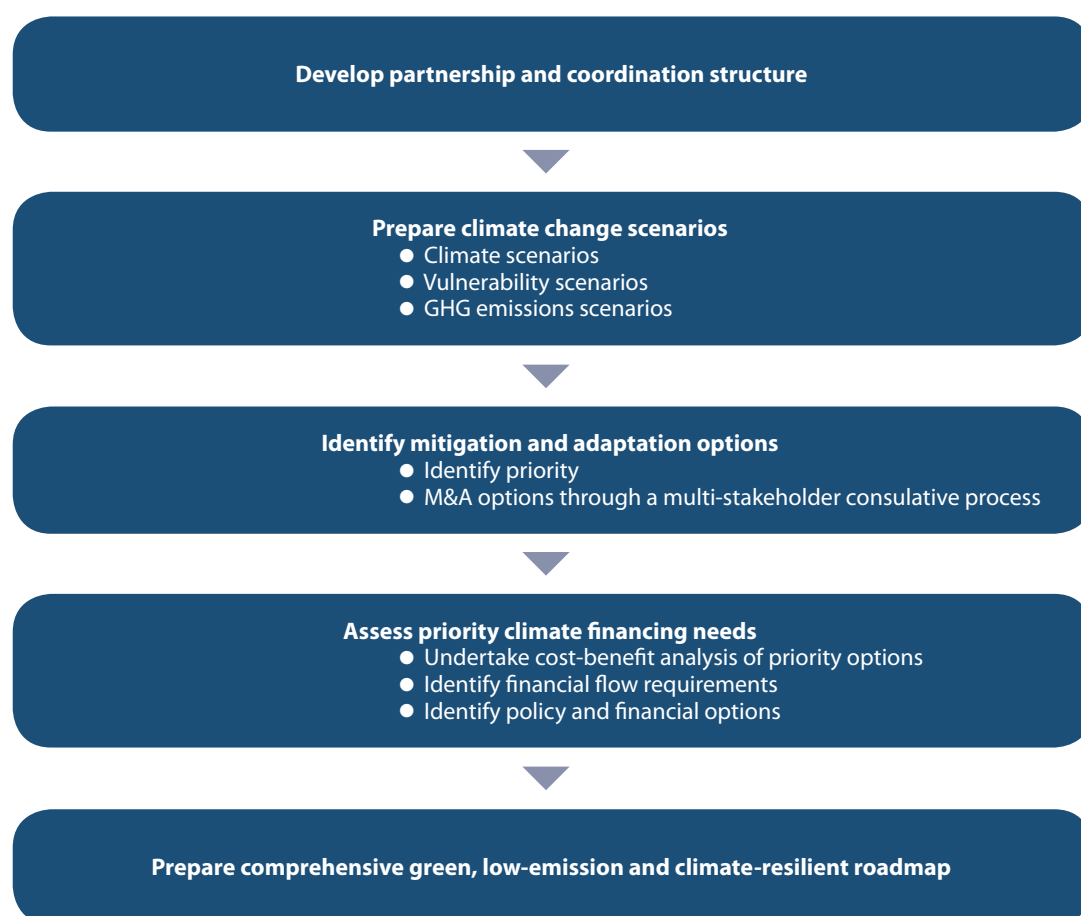 Develop partnership and coordination structure
Prepare climate change scenarios
● Climate scenarios
● Vulnerability scenarios
● GHG emissions scenarios
Identify mitigation and adaptation options
● Identify priority
● M&A options through a multi-stakeholder consulative process
Assess priority climate financing needs
● Undertake cost-benefit analysis of priority options
● Identify financial flow requirements
● Identify policy and financial options
Prepare comprehensive green, low-emission and climate-resilient roadmap